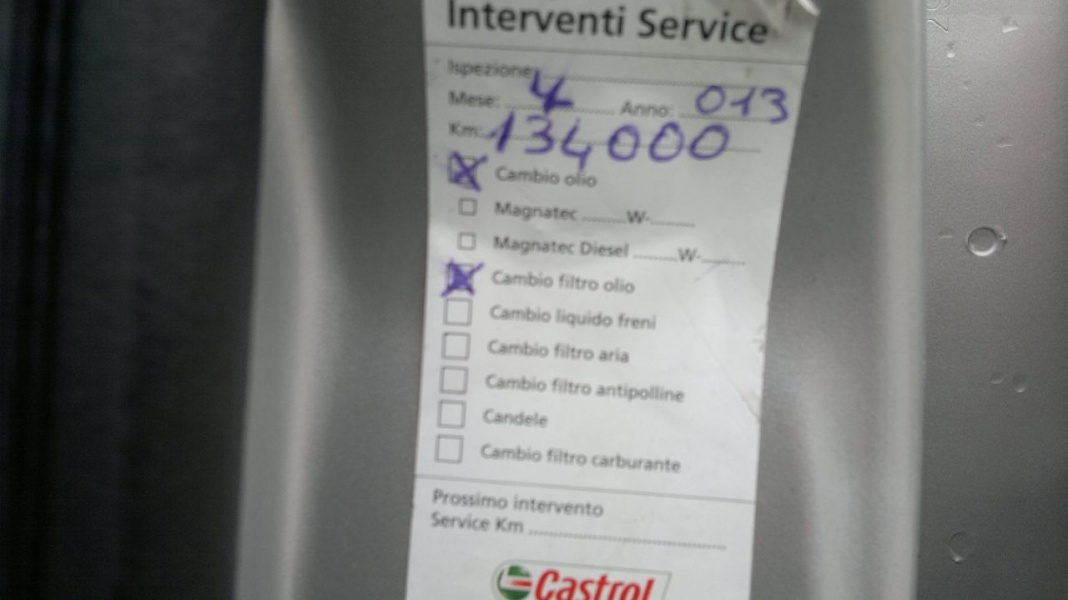 Interventi Service
Ispezione
Mese: 4 Anno: 013
Km: 134000
Cambio olio
Magnatec ........W-........
Magnatec Diesel ........W-........
Cambio filtro olio
Cambio liquido freni
Cambio filtro aria
Cambio filtro antipolline
Candele
Cambio filtro carburante
Prossimo intervento
Service Km ................................
Castrol